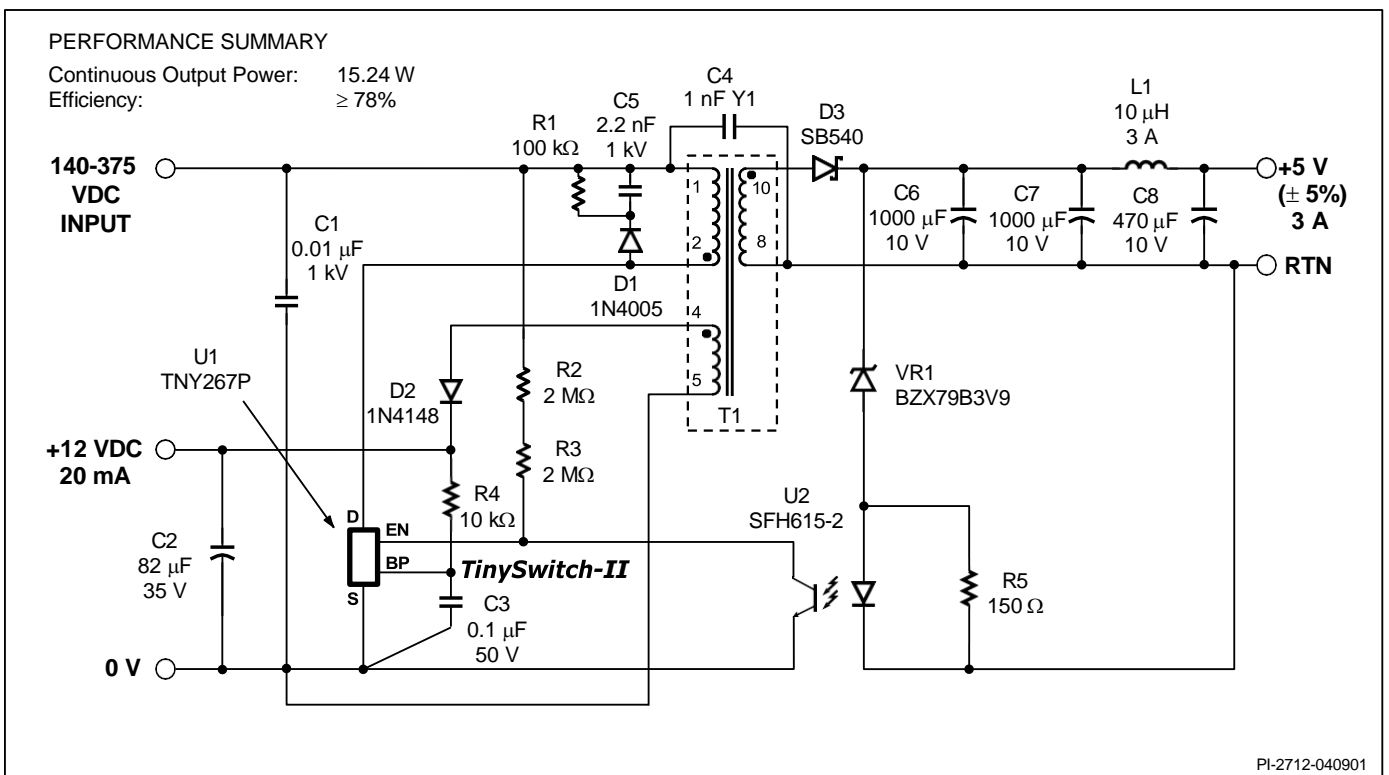 PERFORMANCE SUMMARY
Continuous Output Power: 15.24 W
Efficiency: ≥ 78%
C4
1 nF Y1
C5
2.2 nF
1 kV
R1
100 kΩ
D3
SB540
L1
10 μH
3 A
140-375
VDC
INPUT
+5 V
(± 5%)
3 A
1
10
C1
0.01 μF
1 kV
C6
1000 μF
10 V
C7
1000 μF
10 V
C8
470 μF
10 V
2
8
RTN
D1
1N4005
4
U1
TNY267P
D2
1N4148
R2
2 MΩ
5
T1
VR1
BZX79B3V9
+12 VDC
20 mA
R3
2 MΩ
R4
10 kΩ
U2
SFH615-2
D
EN
BP
S
TinySwitch-II
C2
82 μF
35 V
C3
0.1 μF
50 V
R5
150 Ω
0 V
PI-2712-040901